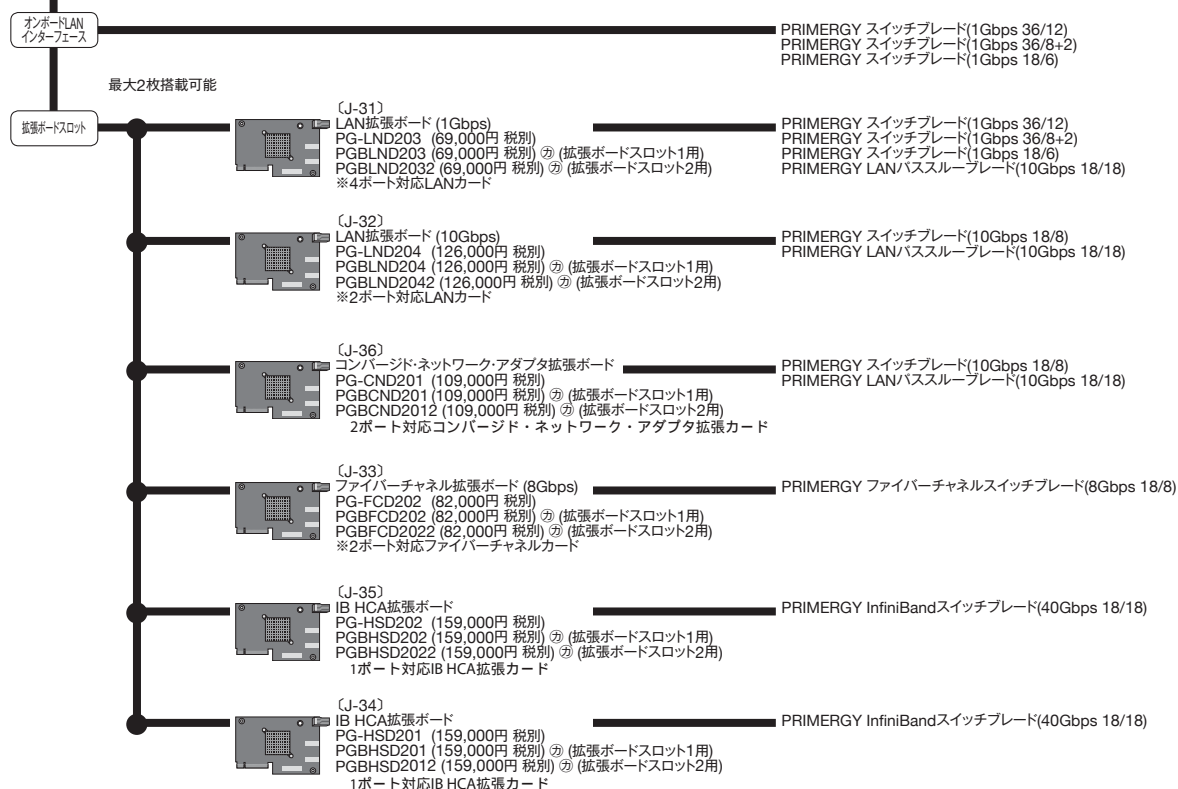 オンボードLAN
インターフェース
PRIMERGY スイッチブレード(1Gbps 36/12)
PRIMERGY スイッチブレード(1Gbps 36/8+2)
PRIMERGY スイッチブレード(1Gbps 18/6)
最大2枚搭載可能
拡張ボードスロット
〔J-31〕
LAN拡張ボード (1Gbps)
PG-LND203 (69,000円 税別)
PGBLND203 (69,000円 税別) ㋕ (拡張ボードスロット1用)
PGBLND2032 (69,000円 税別) ㋕ (拡張ボードスロット2用)
※4ポート対応LANカード
PRIMERGY スイッチブレード(1Gbps 36/12)
PRIMERGY スイッチブレード(1Gbps 36/8+2)
PRIMERGY スイッチブレード(1Gbps 18/6)
PRIMERGY LANパススルーブレード(10Gbps 18/18)
〔J-32〕
LAN拡張ボード (10Gbps)
PG-LND204 (126,000円 税別)
PGBLND204 (126,000円 税別) ㋕ (拡張ボードスロット1用)
PGBLND2042 (126,000円 税別) ㋕ (拡張ボードスロット2用)
※2ポート対応LANカード
PRIMERGY スイッチブレード(10Gbps 18/8)
PRIMERGY LANパススルーブレード(10Gbps 18/18)
〔J-36〕
コンバージド・ネットワーク・アダプタ拡張ボード
PG-CND201 (109,000円 税別)
PGBCND201 (109,000円 税別) ㋕ (拡張ボードスロット1用)
PGBCND2012 (109,000円 税別) ㋕ (拡張ボードスロット2用)
2ポート対応コンバージド・ネットワーク・アダプタ拡張カード
PRIMERGY スイッチブレード(10Gbps 18/8)
PRIMERGY LANパススルーブレード(10Gbps 18/18)
〔J-33〕
ファイバーチャネル拡張ボード (8Gbps)
PG-FCD202 (82,000円 税別)
PGBFCD202 (82,000円 税別) ㋕ (拡張ボードスロット1用)
PGBFCD2022 (82,000円 税別) ㋕ (拡張ボードスロット2用)
※2ポート対応ファイバーチャネルカード
PRIMERGY ファイバーチャネルスイッチブレード(8Gbps 18/8)
〔J-35〕
IB HCA拡張ボード
PG-HSD202 (159,000円 税別)
PGBHSD202 (159,000円 税別) ㋕ (拡張ボードスロット1用)
PGBHSD2022 (159,000円 税別) ㋕ (拡張ボードスロット2用)
1ポート対応IB HCA拡張カード
PRIMERGY InfiniBandスイッチブレード(40Gbps 18/18)
〔J-34〕
IB HCA拡張ボード
PG-HSD201 (159,000円 税別)
PGBHSD201 (159,000円 税別) ㋕ (拡張ボードスロット1用)
PGBHSD2012 (159,000円 税別) ㋕ (拡張ボードスロット2用)
1ポート対応IB HCA拡張カード
PRIMERGY InfiniBandスイッチブレード(40Gbps 18/18)